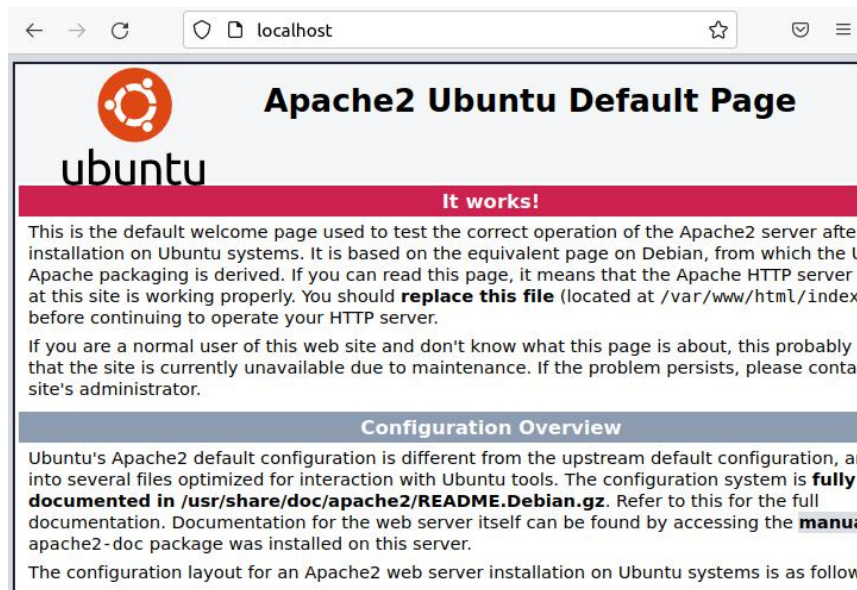 localhost
Apache2 Ubuntu Default Page
ubuntu
It works!
This is the default welcome page used to test the correct operation of the Apache2 server afte
installation on Ubuntu systems. It is based on the equivalent page on Debian, from which the U
Apache packaging is derived. If you can read this page, it means that the Apache HTTP server
at this site is working properly. You should replace this file (located at /var/www/html/index
before continuing to operate your HTTP server.
If you are a normal user of this web site and don't know what this page is about, this probably
that the site is currently unavailable due to maintenance. If the problem persists, please conta
site's administrator.
Configuration Overview
Ubuntu's Apache2 default configuration is different from the upstream default configuration, a
into several files optimized for interaction with Ubuntu tools. The configuration system is fully
documented in /usr/share/doc/apache2/README.Debian.gz. Refer to this for the full
documentation. Documentation for the web server itself can be found by accessing the manua
apache2-doc package was installed on this server.
The configuration layout for an Apache2 web server installation on Ubuntu systems is as follow